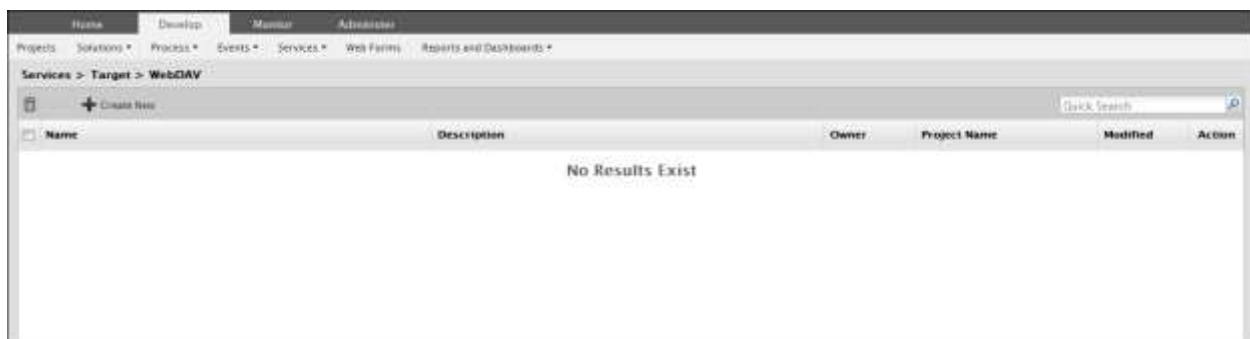 Home Develop Monitor Administer
Projects Solutions Process Events Services Web Forms Reports and Dashboards
Services > Target > WebDAV
Create New Quick Search
Name Description Owner Project Name Modified Action
No Results Exist